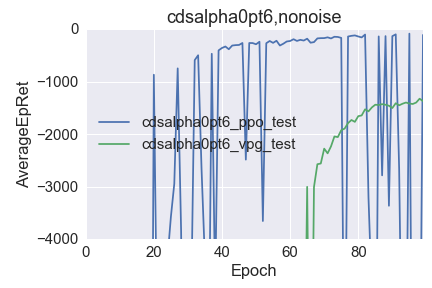 cdsalpha0pt6,nonoise
AverageEpRet
0
−1000
−2000
−3000
−4000
cdsalpha0pt6_ppo_test
cdsalpha0pt6_vpg_test
0
20
40
60
80
Epoch